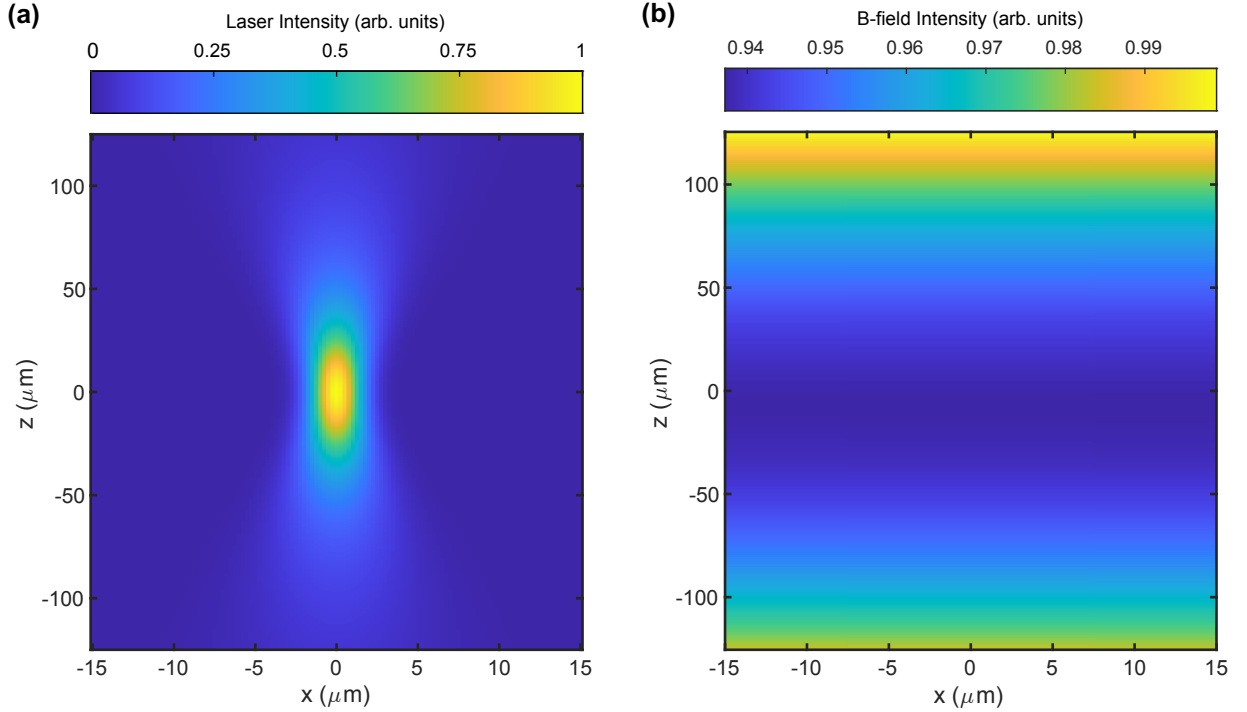 (a)
Laser Intensity (arb. units)
0 0.25 0.5 0.75 1
100
50
0
-50
-100
z (μm)
-15 -10 -5 0 5 10 15
x (μm)
(b)
B-field Intensity (arb. units)
0.94 0.95 0.96 0.97 0.98 0.99
100
50
0
-50
-100
z (μm)
-15 -10 -5 0 5 10 15
x (μm)